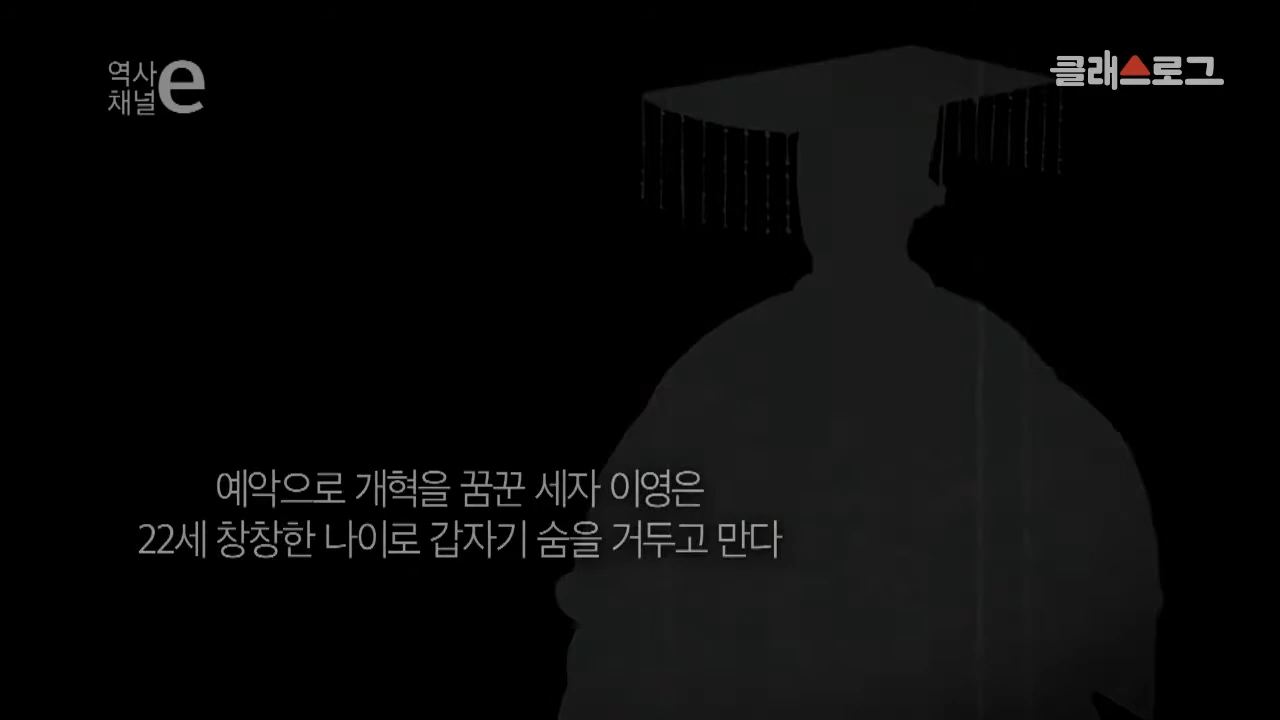 역사
채널e
클래스로그
예악으로 개혁을 꿈꾼 세자 이영은
22세 창창한 나이로 갑자기 숨을 거두고 만다